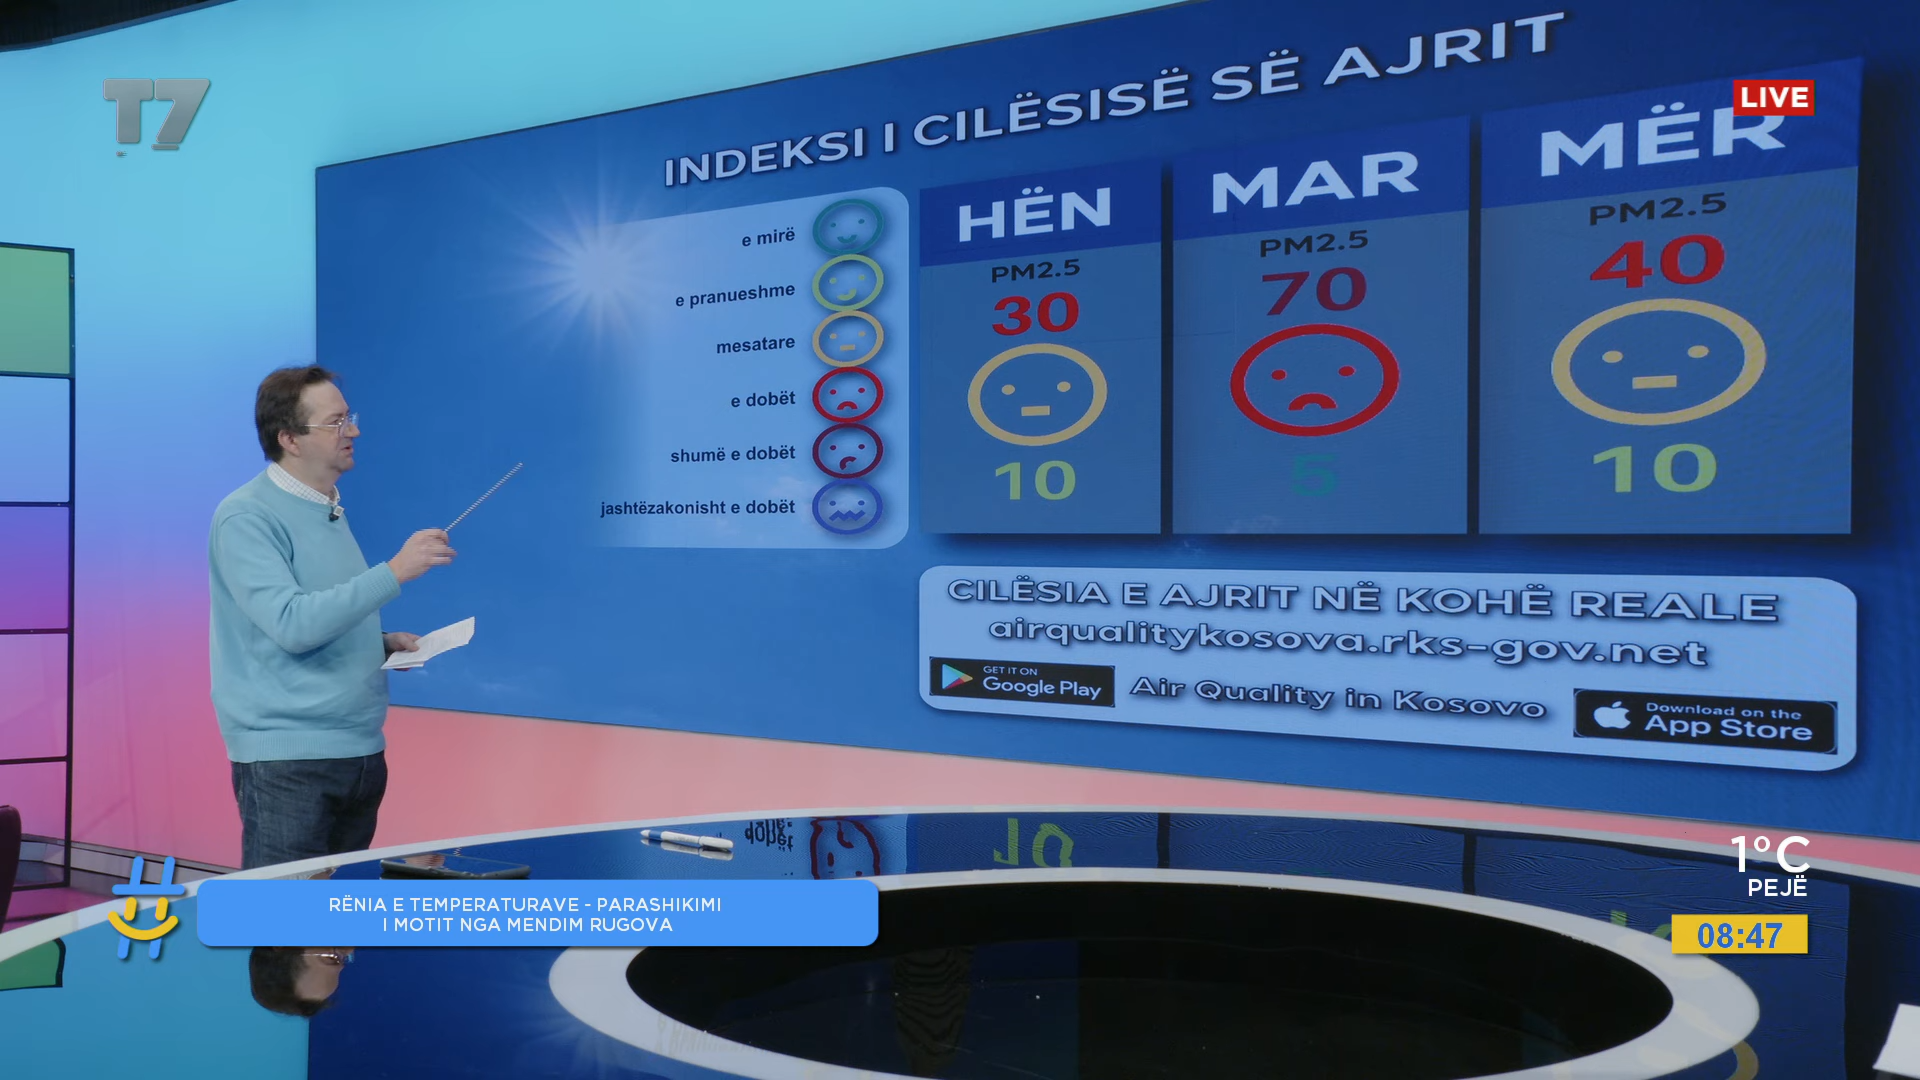 T7
LIVE
INDEKSI I CILËSISË SË AJRIT
e mirë
e pranueshme
mesatare
e dobët
shumë e dobët
jashtëzakonisht e dobët
HËN
PM2.5
30
10
MAR
PM2.5
70
5
MËR
PM2.5
40
10
CILËSIA E AJRIT NË KOHË REALE
airqualitykosova.rks-gov.net
GET IT ON
Google Play
Air Quality in Kosovo
Download on the
App Store
1°C
PEJË
08:47
RËNIA E TEMPERATURAVE - PARASHIKIMI
I MOTIT NGA MENDIM RUGOVA